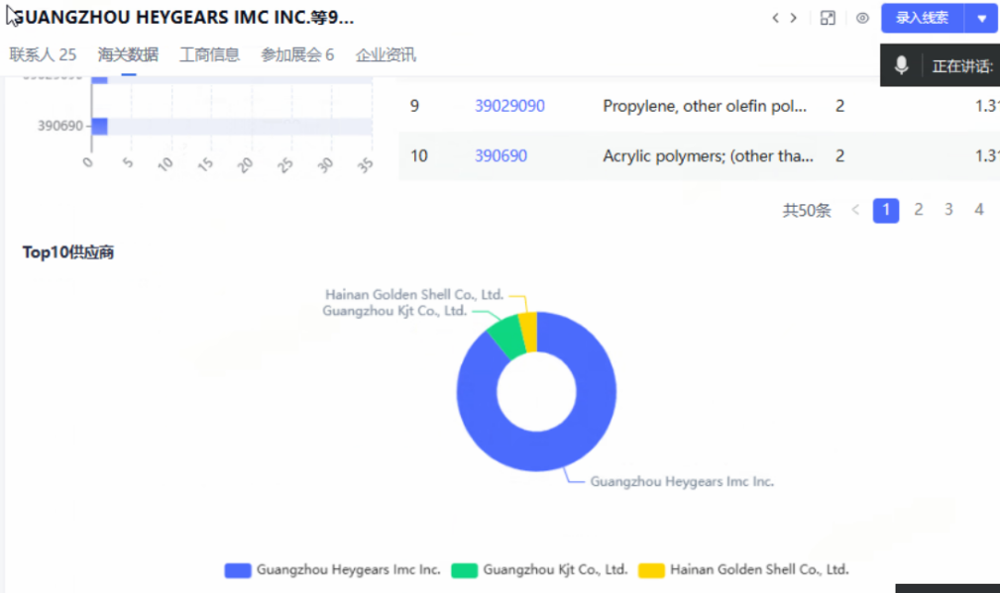 GUANGZHOU HEYGEARS IMC INC.等9...
录入线索
联系人 25 海关数据 工商信息 参加展会 6 企业资讯
正在讲话:
9 39029090 Propylene, other olefin pol... 2 1.31
390690
10 390690 Acrylic polymers; (other tha... 2 1.31
0 5 10 15 20 25 30 35
共50条 < 1 2 3 4
Top10供应商
Hainan Golden Shell Co., Ltd.
Guangzhou Kjt Co., Ltd.
Guangzhou Heygears Imc Inc.
Guangzhou Heygears Imc Inc. Guangzhou Kjt Co., Ltd. Hainan Golden Shell Co., Ltd.